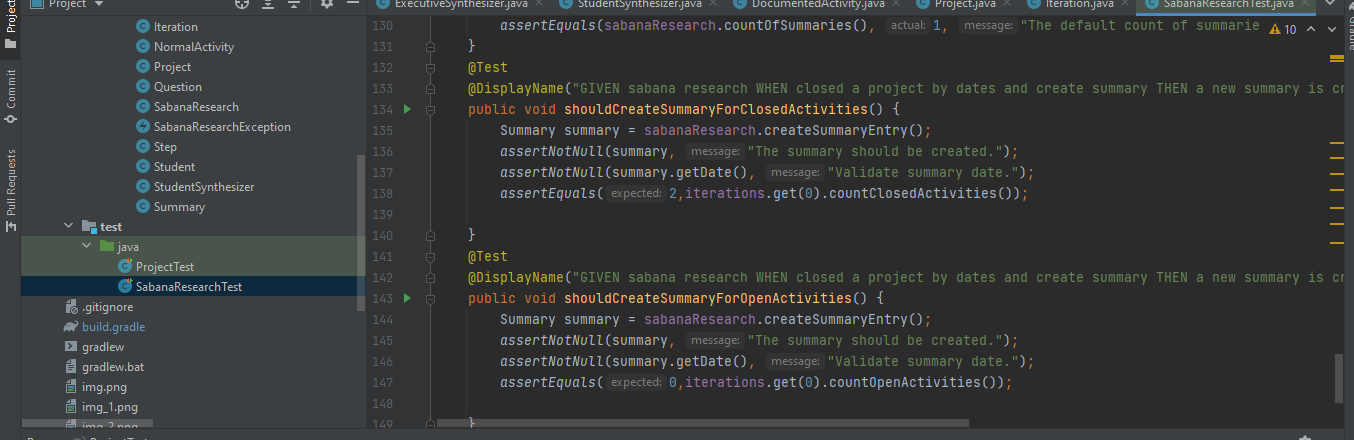 Project
ExecutiveSynthesizer.java
StudentSynthesizer.java
DocumentedActivity.java
Project.java
Iteration.java
SabanaResearchTest.java
Project
Commit
Pull Requests
Iteration
NormalActivity
Project
Question
SabanaResearch
SabanaResearchException
Step
Student
StudentSynthesizer
Summary
test
java
ProjectTest
SabanaResearchTest
.gitignore
build.gradle
gradlew
gradlew.bat
img.png
img_1.png
img_2.png
130 assertEquals(sabanaResearch.countOfSummaries(), actual: 1, message: "The default count of summarie
10
131 }
132 @Test
133 @DisplayName("GIVEN sabana research WHEN closed a project by dates and create summary THEN a new summary is cr
134 public void shouldCreateSummaryForClosedActivities() {
135 Summary summary = sabanaResearch.createSummaryEntry();
136 assertNotNull(summary, message: "The summary should be created.");
137 assertNotNull(summary.getDate(), message: "Validate summary date.");
138 assertEquals( expected: 2,iterations.get(0).countClosedActivities());
139
140 }
141 @Test
142 @DisplayName("GIVEN sabana research WHEN closed a project by dates and create summary THEN a new summary is cr
143 public void shouldCreateSummaryForOpenActivities() {
144 Summary summary = sabanaResearch.createSummaryEntry();
145 assertNotNull(summary, message: "The summary should be created.");
146 assertNotNull(summary.getDate(), message: "Validate summary date.");
147 assertEquals( expected: 0,iterations.get(0).countOpenActivities());
148
149 }